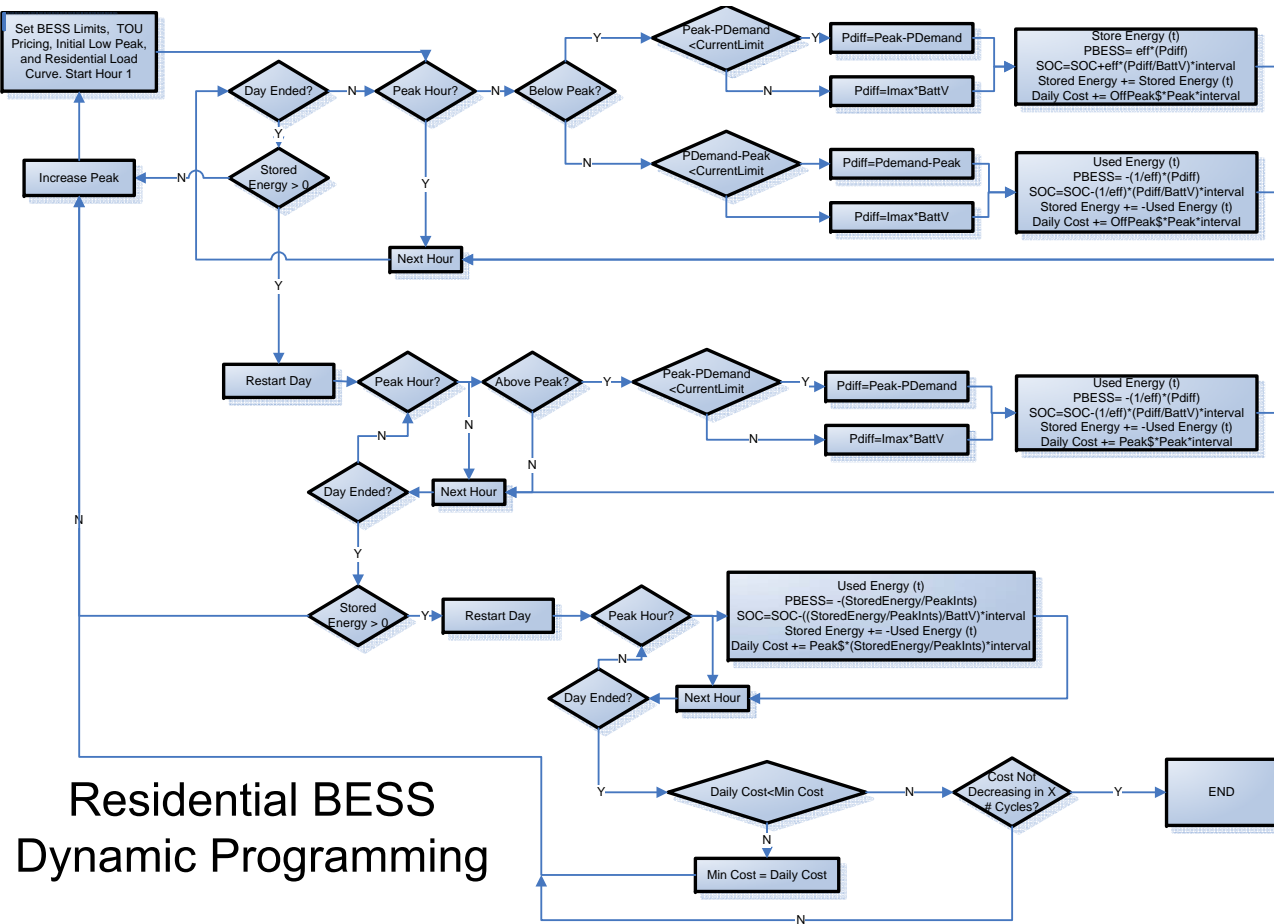 Set BESS Limits, TOU
Pricing, Initial Low Peak,
and Residential Load
Curve. Start Hour 1
Day Ended?
N
Peak Hour?
N
Below Peak?
Y
Peak-PDemand
<CurrentLimit
Y
Pdiff=Peak-PDemand
N
Pdiff=Imax*BattV
Store Energy (t)
PBESS= eff*(Pdiff)
SOC=SOC+eff*(Pdiff/BattV)*interval
Stored Energy += Stored Energy (t)
Daily Cost += OffPeak$*Peak*interval
Y
Increase Peak
N
Stored
Energy > 0
Y
N
PDemand-Peak
<CurrentLimit
Pdiff=Pdemand-Peak
Pdiff=Imax*BattV
Used Energy (t)
PBESS= -(1/eff)*(Pdiff)
SOC=SOC-(1/eff)*(Pdiff/BattV)*interval
Stored Energy += -Used Energy (t)
Daily Cost += OffPeak$*Peak*interval
Next Hour
Y
Restart Day
Peak Hour?
Above Peak?
Y
Peak-PDemand
<CurrentLimit
Y
Pdiff=Peak-PDemand
N
Pdiff=Imax*BattV
Used Energy (t)
PBESS= -(1/eff)*(Pdiff)
SOC=SOC-(1/eff)*(Pdiff/BattV)*interval
Stored Energy += -Used Energy (t)
Daily Cost += Peak$*Peak*interval
N
N
N
Day Ended?
Next Hour
N
Y
Stored
Energy > 0
Y
Restart Day
Peak Hour?
Used Energy (t)
PBESS= -(StoredEnergy/PeakInts)
SOC=SOC-((StoredEnergy/PeakInts)/BattV)*interval
Stored Energy += -Used Energy (t)
Daily Cost += Peak$*(StoredEnergy/PeakInts)*interval
N
Day Ended?
Next Hour
Y
Daily Cost<Min Cost
N
Cost Not
Decreasing in X
# Cycles?
Y
END
N
Min Cost = Daily Cost
N
Residential BESS
Dynamic Programming